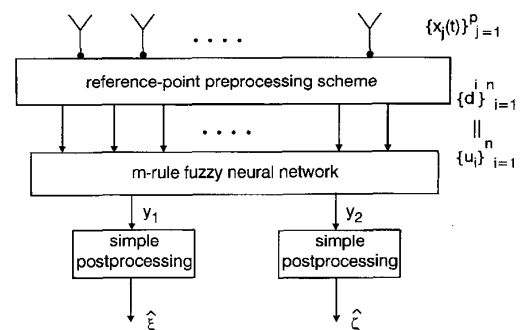 {x_j(t)}^p_{j=1}
. . . .
reference-point preprocessing scheme
{d^i}^n_{i=1}
. . . .
||
{u_i}^n_{i=1}
m-rule fuzzy neural network
y_1 y_2
simple postprocessing
simple postprocessing
ξ̂ ζ̂